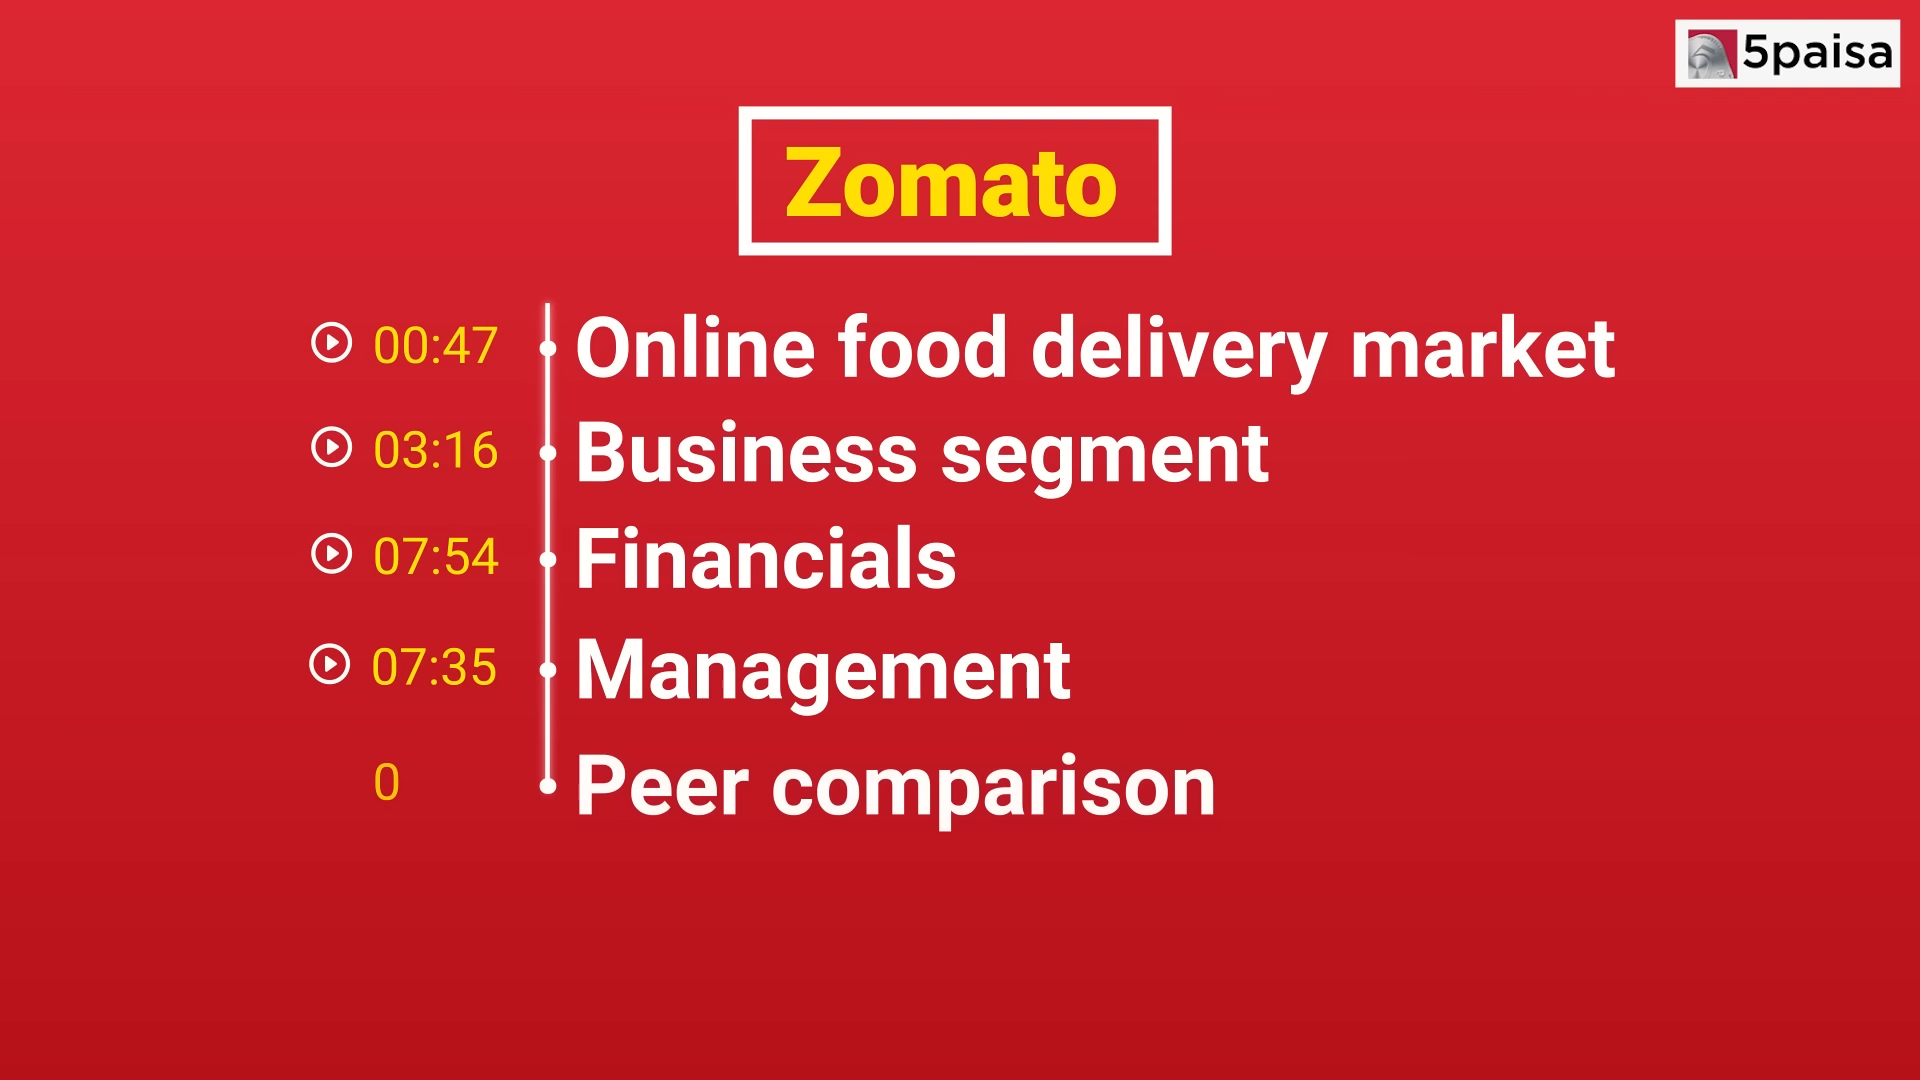 5paisa
Zomato
00:47 Online food delivery market
03:16 Business segment
07:54 Financials
07:35 Management
0 Peer comparison